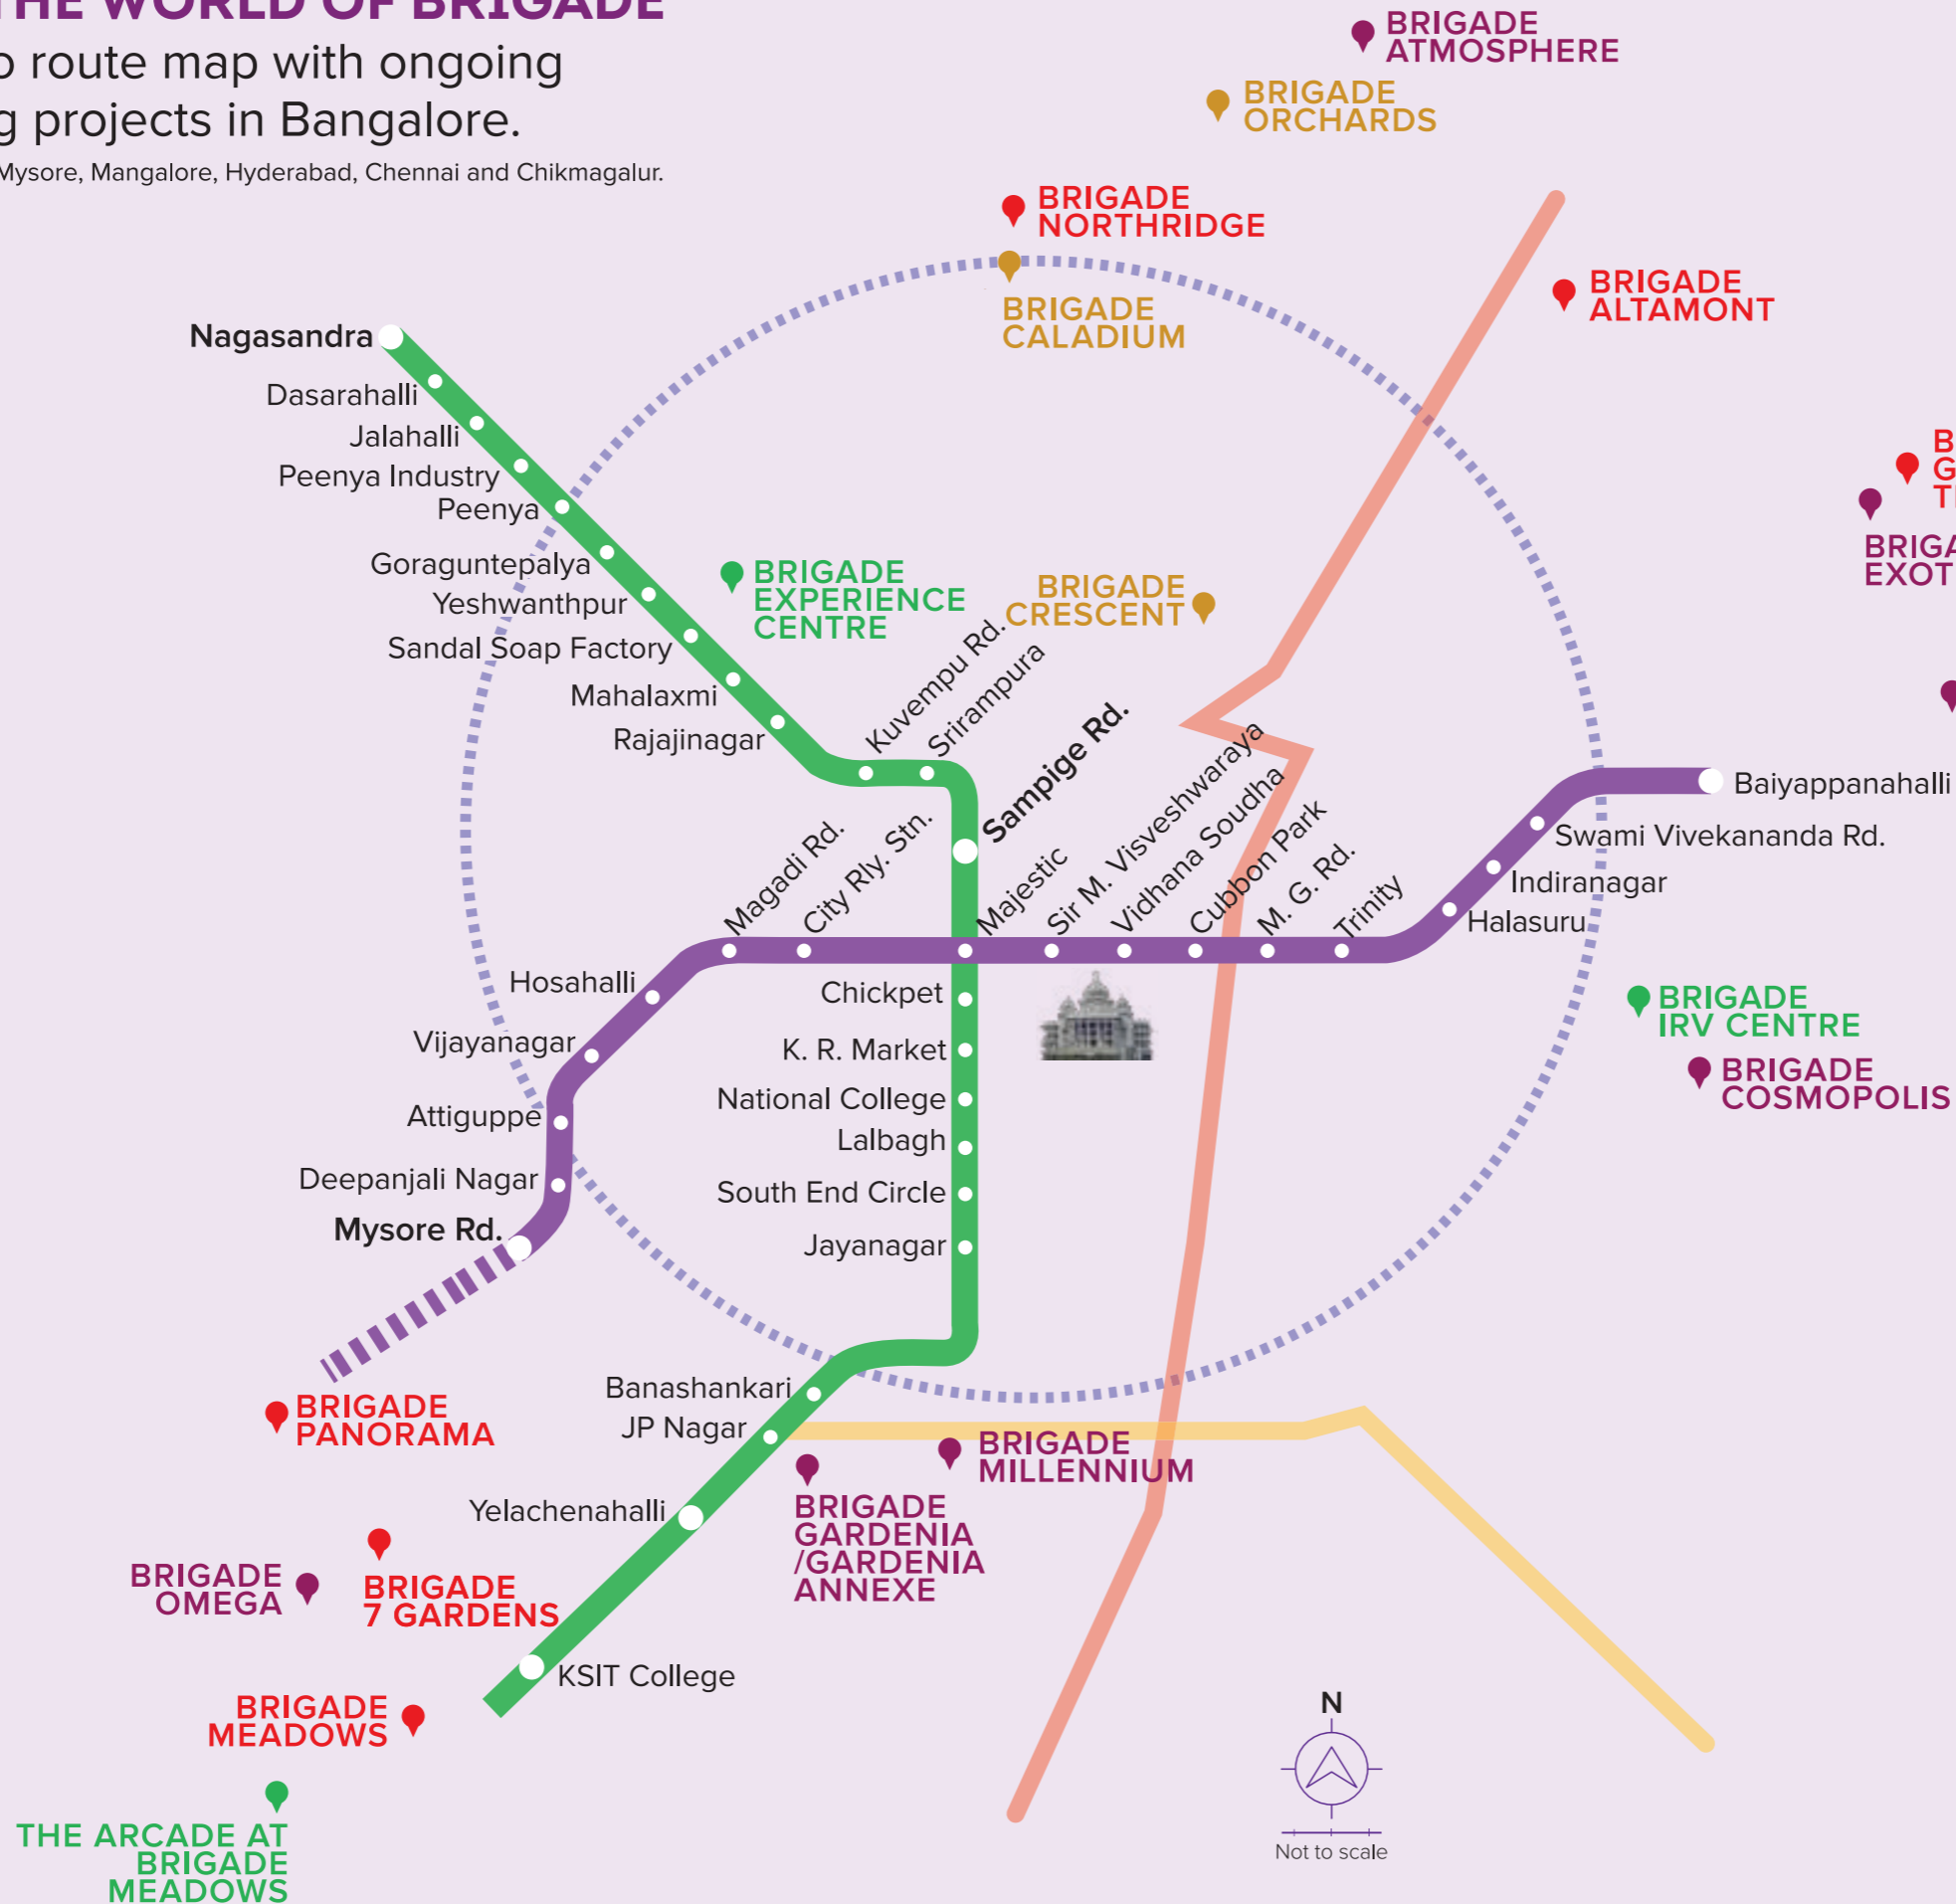 THE WORLD OF BRIGADE
route map with ongoing
projects in Bangalore.
Mysore, Mangalore, Hyderabad, Chennai and Chikmagalur.
BRIGADE
ATMOSPHERE
BRIGADE
ORCHARDS
BRIGADE
NORTHRIDGE
BRIGADE
CALADIUM
BRIGADE
ALTAMONT
Nagasandra
Dasarahalli
Jalahalli
Peenya Industry
Peenya
Goraguntepalya
Yeshwanthpur
Sandal Soap Factory
Mahalaxmi
Rajajinagar
BRIGADE
EXPERIENCE
CENTRE
BRIGADE
CRESCENT
Kuvempu Rd.
Srirampura
Sampige Rd.
Magadi Rd.
City Rly. Stn.
Majestic
Sir M. Visveshwaraya
Vidhana Soudha
Cubbon Park
M. G. Rd.
Trinity
Baiyappanahalli
Swami Vivekananda Rd.
Indiranagar
Halasuru
Hosahalli
Vijayanagar
Attiguppe
Deepanjali Nagar
Mysore Rd.
Chickpet
K. R. Market
National College
Lalbagh
South End Circle
Jayanagar
BRIGADE
IRV CENTRE
BRIGADE
COSMOPOLIS
Banashankari
JP Nagar
Yelachenahalli
KSIT College
BRIGADE
PANORAMA
BRIGADE
MILLENNIUM
BRIGADE
GARDENIA
/GARDENIA
ANNEXE
BRIGADE
OMEGA
BRIGADE
7 GARDENS
BRIGADE
MEADOWS
THE ARCADE AT
BRIGADE
MEADOWS
N
Not to scale